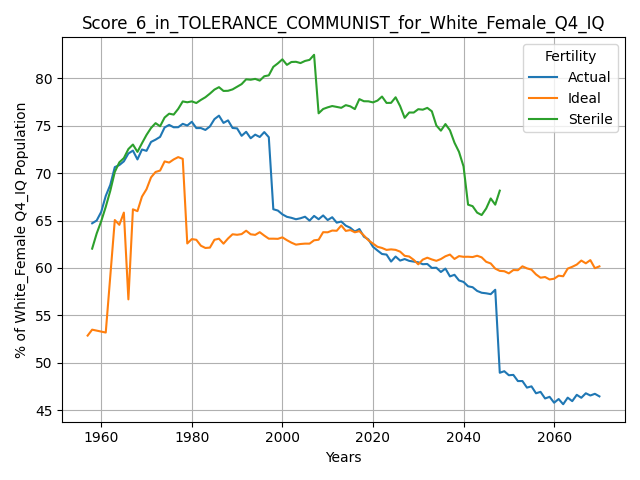 Score_6_in_TOLERANCE_COMMUNIST_for_White_Female_Q4_IQ
Fertility
Actual
Ideal
Sterile
% of White_Female Q4_IQ Population
80
75
70
65
60
55
50
45
1960
1980
2000
2020
2040
2060
Years